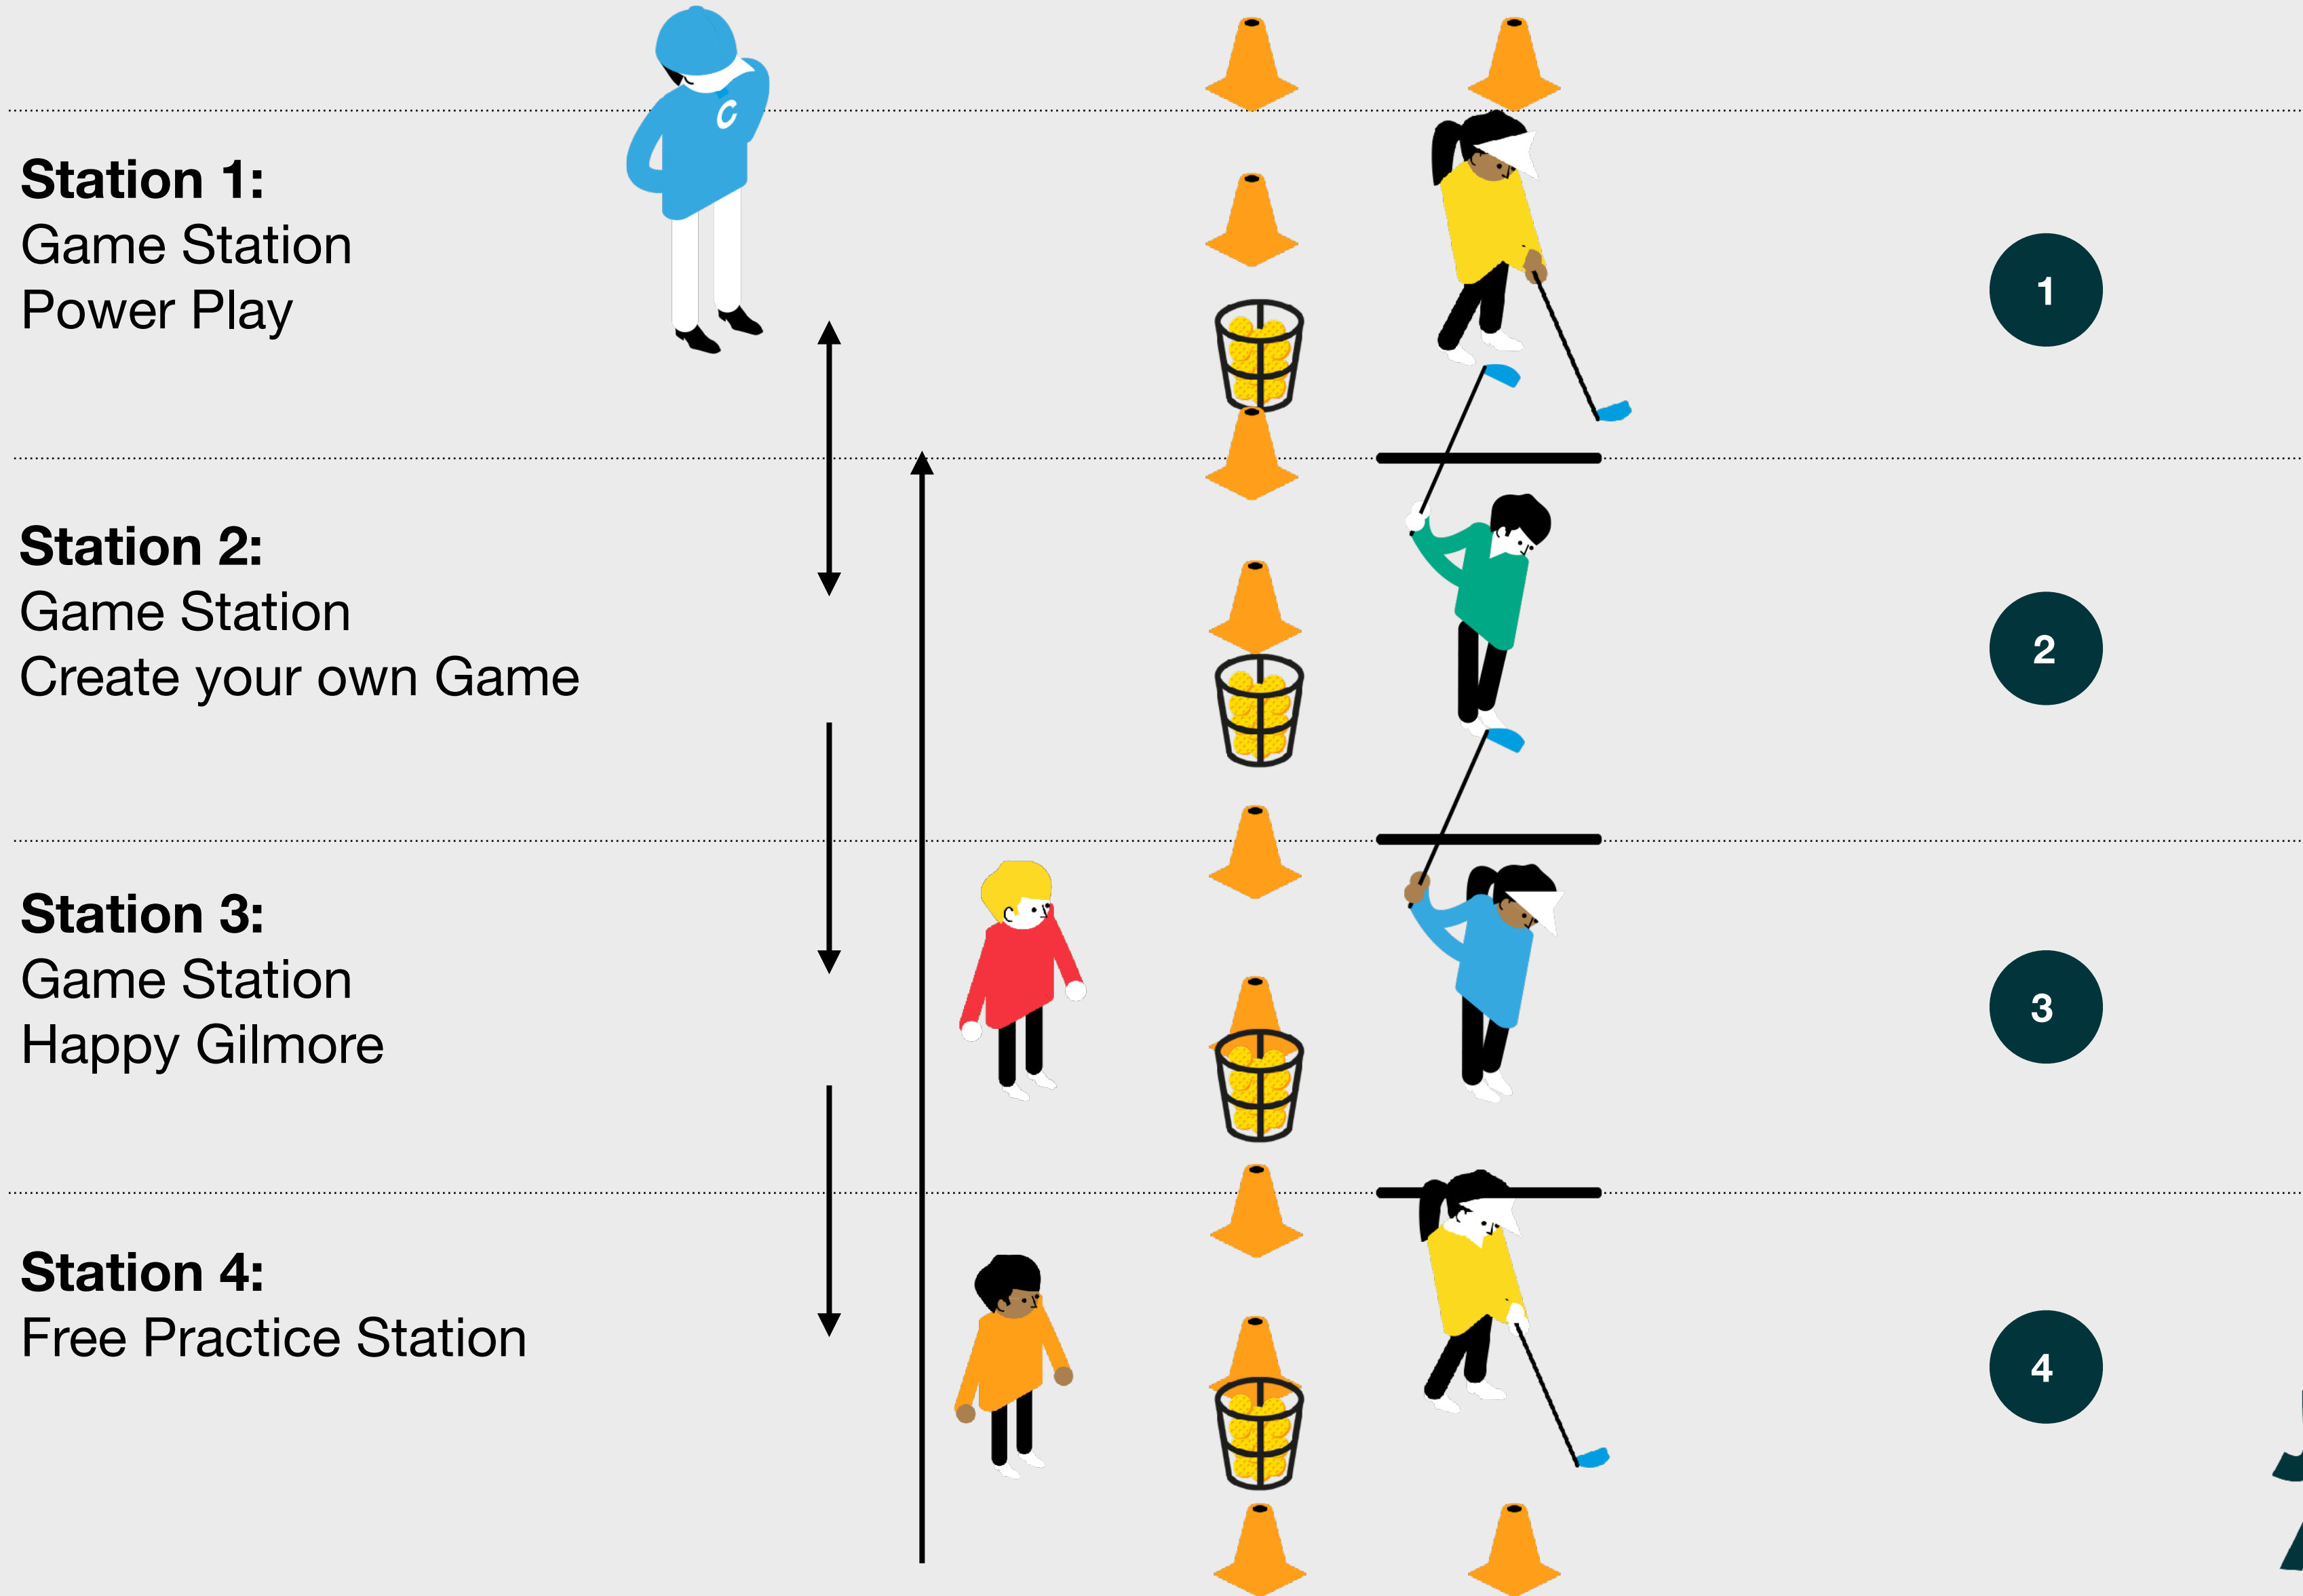 Station 1:
Game Station
Power Play
C
1
Station 2:
Game Station
Create your own Game
2
Station 3:
Game Station
Happy Gilmore
3
Station 4:
Free Practice Station
4